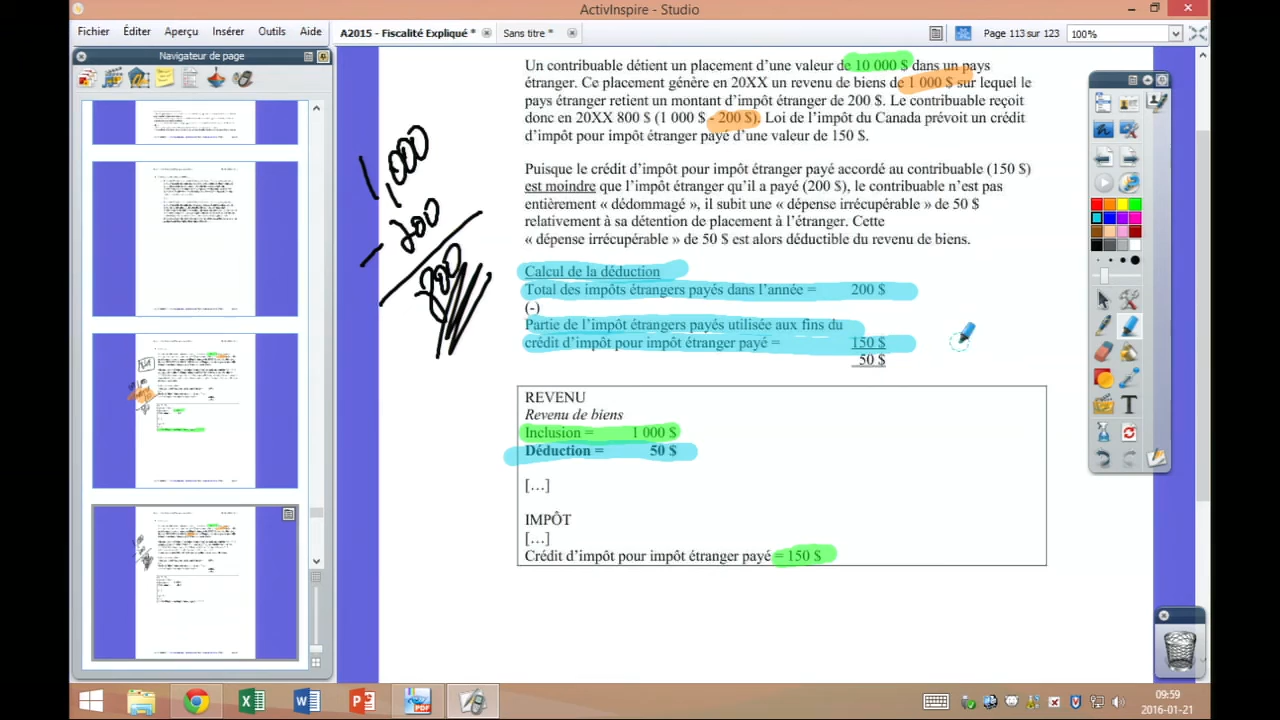 ActivInspire - Studio
Fichier Éditer Aperçu Insérer Outils Aide
A2015 - Fiscalité Expliqué * Sans titre *
Page 113 sur 123 100%
Navigateur de page
Un contribuable détient un placement d'une valeur de 10 000 $ dans un pays
étranger. Ce placement génère en 20XX un revenu de biens de 1 000 $ sur lequel le
pays étranger retient un montant d'impôt étranger de 200 $. Le contribuable reçoit
donc en 20XX 800 $ (1 000 $ - 200 $). Loi de l'impôt du Canada prévoit un crédit
d'impôt pour impôt étranger payé d'une valeur de 150 $.
Puisque le crédit d'impôt pour impôt étranger payé accordé au contribuable (150 $)
est moindre qu'l'impôt étranger qu'il a payé (200 $), le contribuable n'est pas
entièrement « dédommagé », il subit une « dépense irrécupérable » de 50 $
relativement à sa détention de placement à l'étranger. Cette
« dépense irrécupérable » de 50 $ est alors déductible du revenu de biens.
1,000
- 200
800
Calcul de la déduction
Total des impôts étrangers payés dans l'année = 200 $
(-)
Partie de l'impôt étrangers payés utilisée aux fins du
crédit d'impôt pour impôt étranger payé = 150 $
50 $
REVENU
Revenu de biens
Inclusion = 1 000 $
Déduction = 50 $
[…]
IMPÔT
[…]
Crédit d'impôt pour impôt étranger payé = 150 $
09:59
2016-01-21